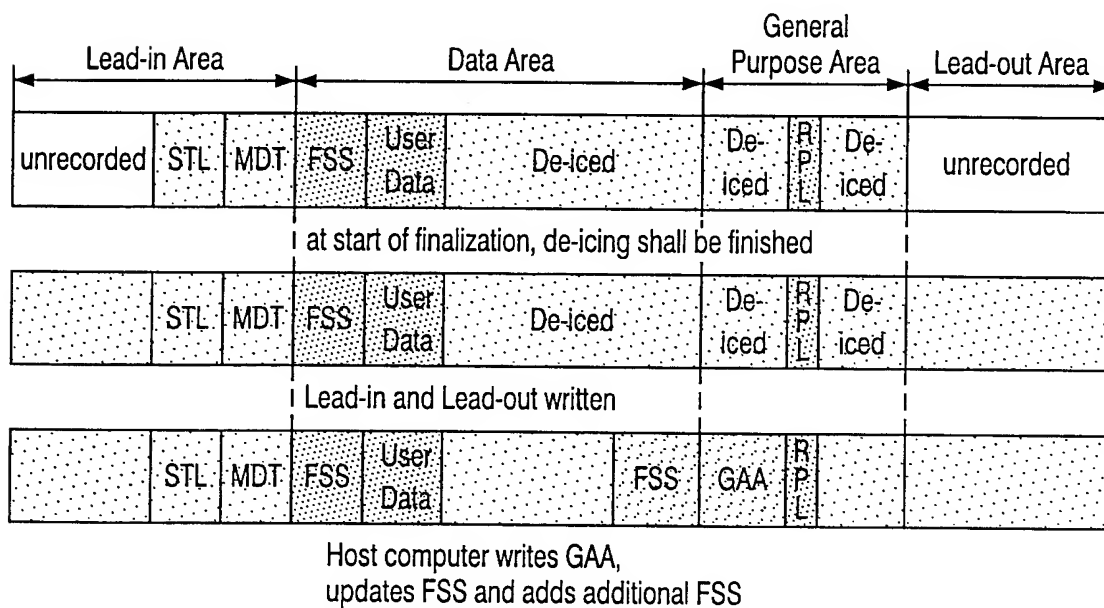 General
Lead-in Area Data Area Purpose Area Lead-out Area
unrecorded STL MDT FSS User Data De-iced De-iced RPL De-iced unrecorded
at start of finalization, de-icing shall be finished
STL MDT FSS User Data De-iced De-iced RPL De-iced
Lead-in and Lead-out written
STL MDT FSS User Data FSS GAA RPL
Host computer writes GAA,
updates FSS and adds additional FSS